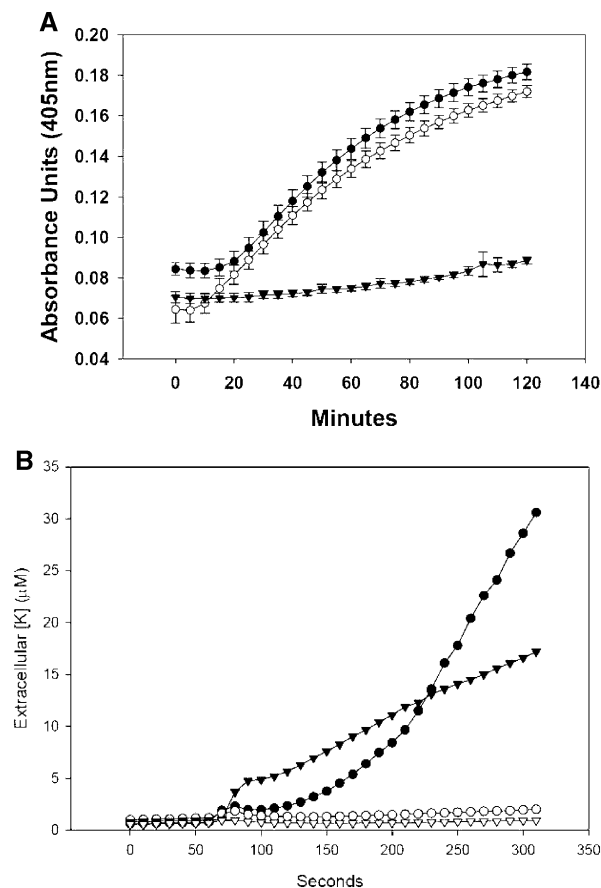 A
Absorbance Units (405nm)
0.20
0.18
0.16
0.14
0.12
0.10
0.08
0.06
0.04
0 20 40 60 80 100 120 140
Minutes
B
Extracellular [K] (μM)
35
30
25
20
15
10
5
0
0 50 100 150 200 250 300 350
Seconds